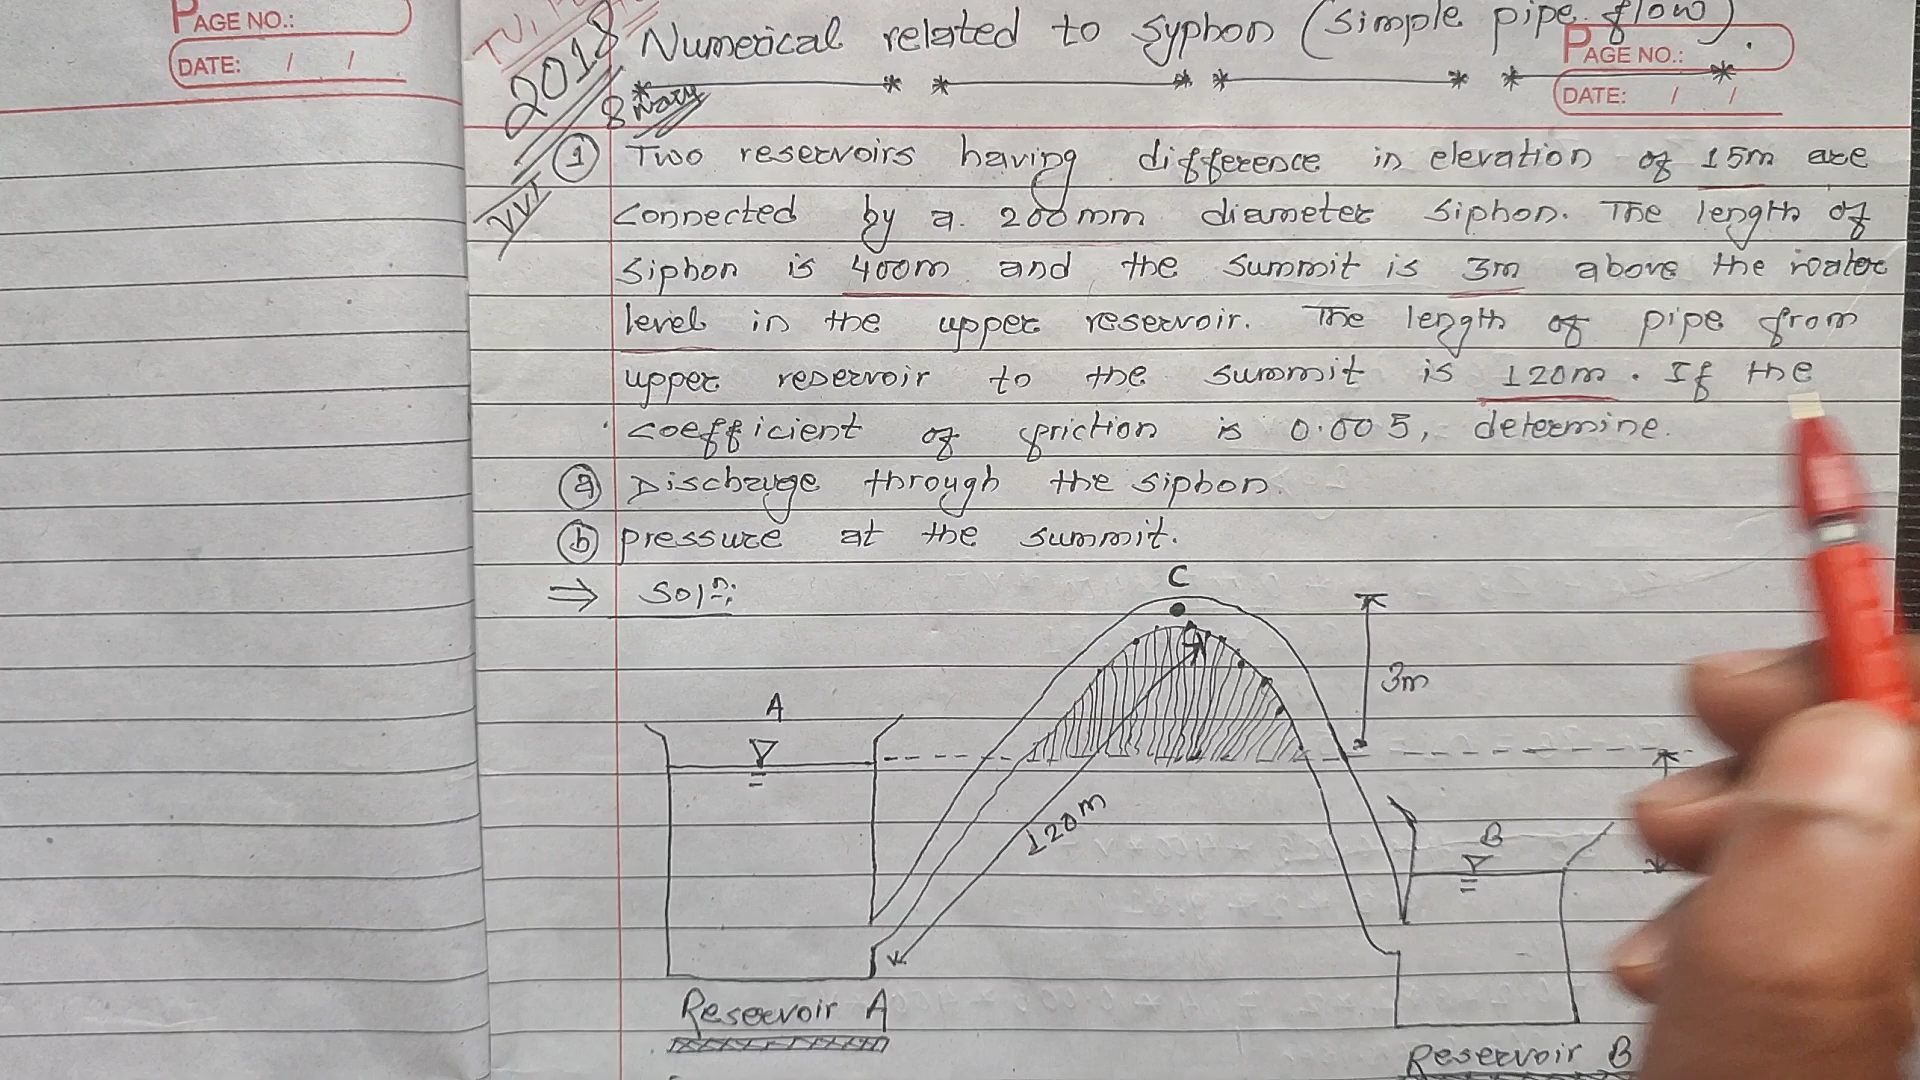 PAGE NO.:
DATE: / /
2018
Numerical related to Syphon (Simple pipe flow).
PAGE NO.:
DATE: / /
VVI
① Two reservoirs having difference in elevation of 15m are
connected by a 200mm diameter siphon. The length of
siphon is 400m and the summit is 3m above the water
level in the upper reservoir. The length of pipe from
upper reservoir to the summit is 120m. If the
coefficient of friction is 0.005, determine.
ⓐ Discharge through the siphon.
ⓑ pressure at the summit.
⇒ Solⁿ:
C
3m
A
120m
B
Reservoir A
Reservoir B